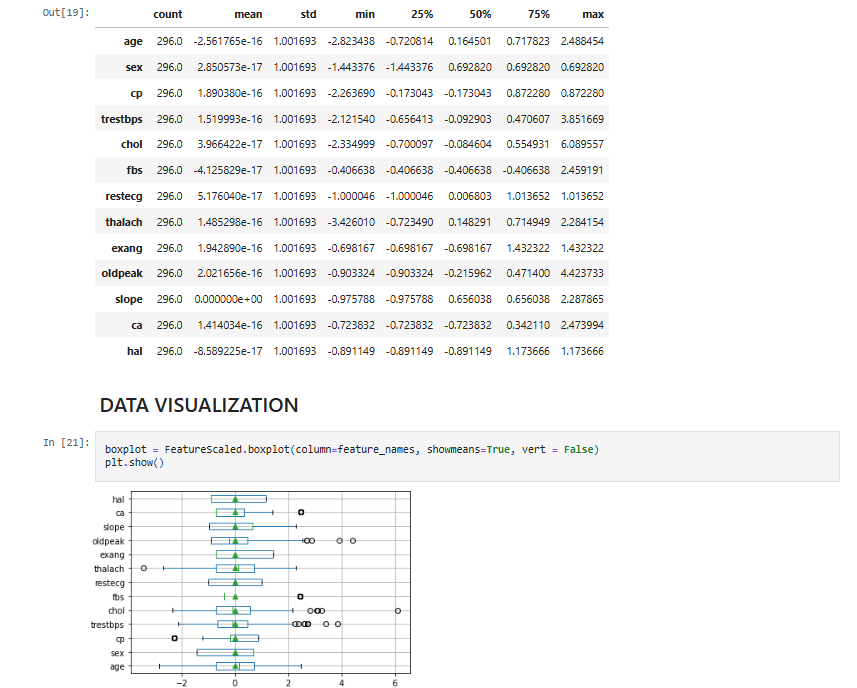 Out[19]:
count mean std min 25% 50% 75% max
age 296.0 -2.561765e-16 1.001693 -2.823438 -0.720814 0.164501 0.717823 2.488454
sex 296.0 2.850573e-17 1.001693 -1.443376 -1.443376 0.692820 0.692820 0.692820
cp 296.0 1.890380e-16 1.001693 -2.263690 -0.173043 -0.173043 0.872280 0.872280
trestbps 296.0 1.519993e-16 1.001693 -2.121540 -0.656413 -0.092903 0.470607 3.851669
chol 296.0 3.966422e-17 1.001693 -2.334999 -0.700097 -0.084604 0.554931 6.089557
fbs 296.0 -4.125829e-17 1.001693 -0.406638 -0.406638 -0.406638 -0.406638 2.459191
restecg 296.0 5.176040e-17 1.001693 -1.000046 -1.000046 0.006803 1.013652 1.013652
thalach 296.0 1.485298e-16 1.001693 -3.426010 -0.723490 0.148291 0.714949 2.284154
exang 296.0 1.942890e-16 1.001693 -0.698167 -0.698167 -0.698167 1.432322 1.432322
oldpeak 296.0 2.021656e-16 1.001693 -0.903324 -0.903324 -0.215962 0.471400 4.423733
slope 296.0 0.000000e+00 1.001693 -0.975788 -0.975788 0.656038 0.656038 2.287865
ca 296.0 1.414034e-16 1.001693 -0.723832 -0.723832 -0.723832 0.342110 2.473994
hal 296.0 -8.589225e-17 1.001693 -0.891149 -0.891149 -0.891149 1.173666 1.173666
DATA VISUALIZATION
In [21]:
boxplot = FeatureScaled.boxplot(column=feature_names, showmeans=True, vert = False)
plt.show()
hal
ca
slope
oldpeak
exang
thalach
restecg
fbs
chol
trestbps
cp
sex
age
−2 0 2 4 6